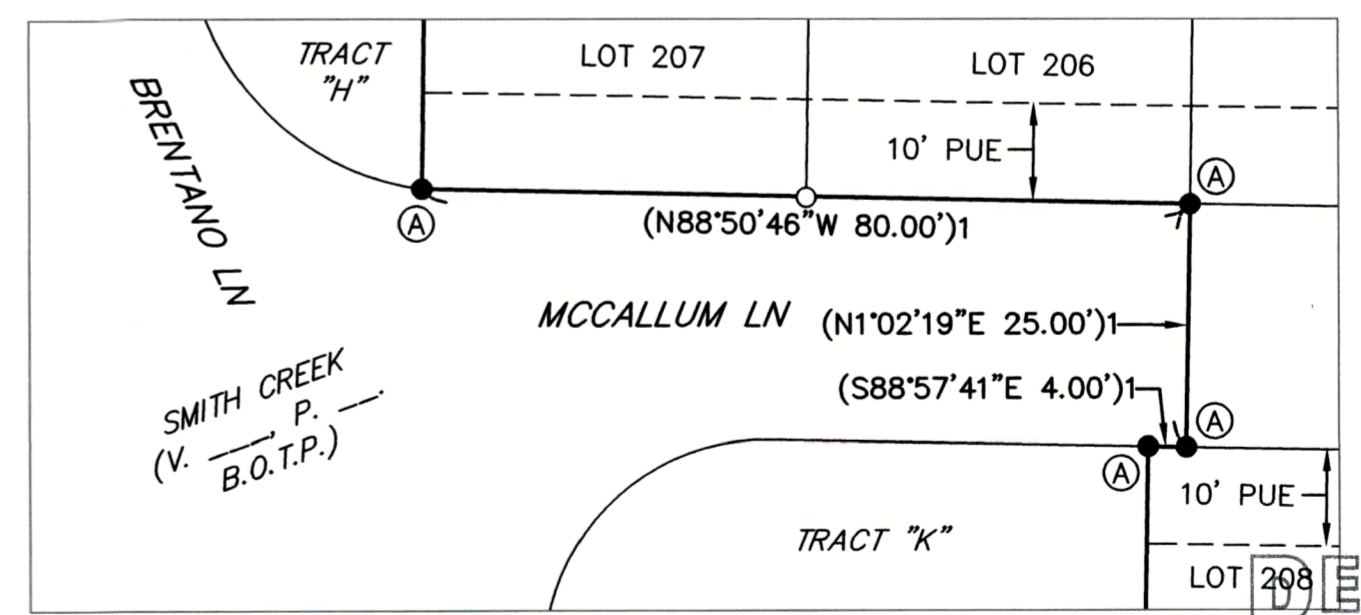 TRACT
"H"
LOT 207
LOT 206
BRENTANO LN
10' PUE
A
A
(N88°50'46"W 80.00')1
MCCALLUM LN
(N1°02'19"E 25.00')1
SMITH CREEK
(V. ___, P. ___.
B.O.T.P.)
(S88°57'41"E 4.00')1
A
A
10' PUE
TRACT "K"
LOT 208
DE